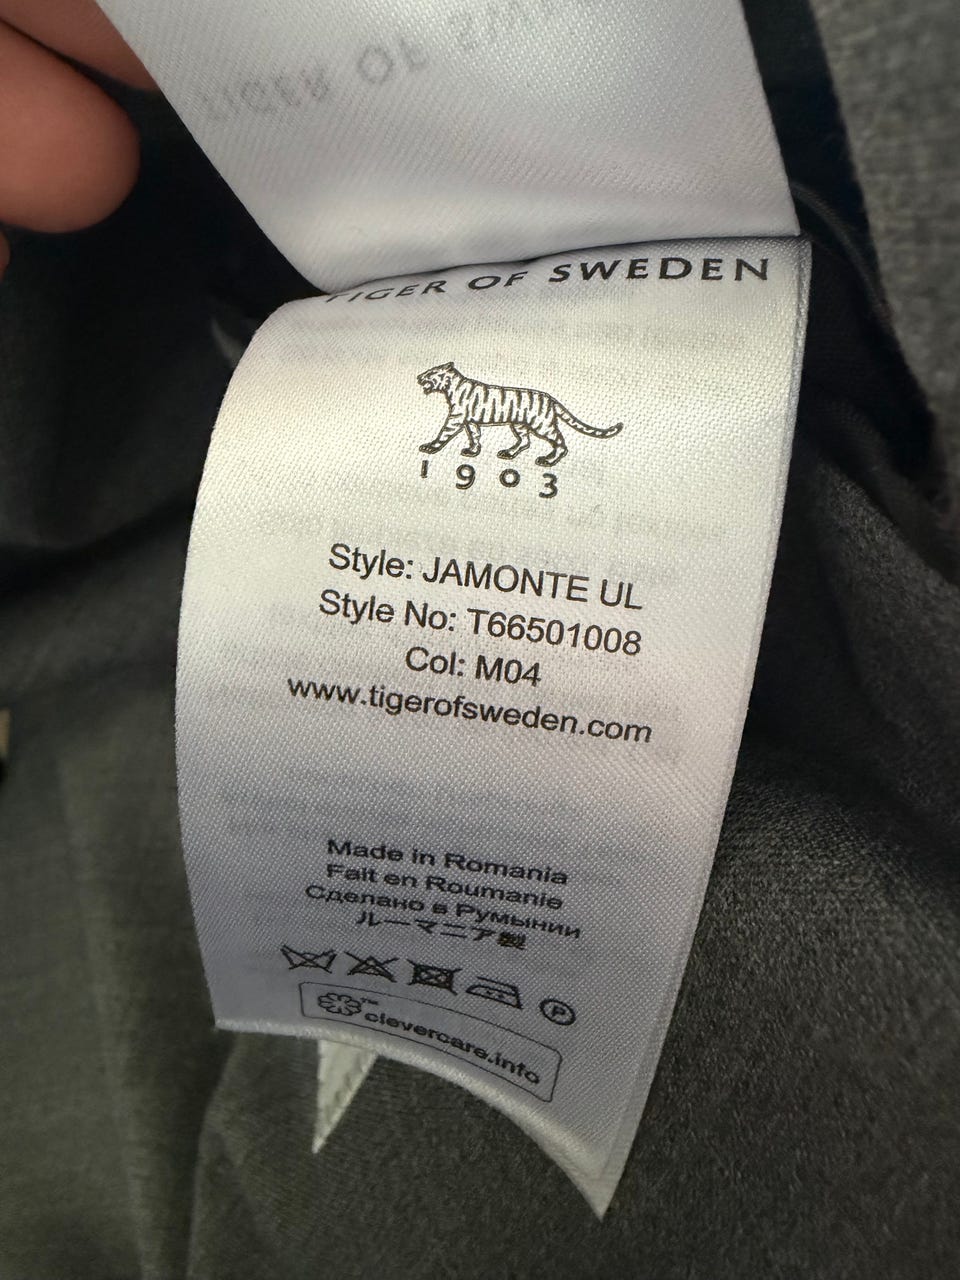 TIGER OF SWEDEN
1903
Style: JAMONTE UL
Style No: T66501008
Col: M04
www.tigerofsweden.com
Made in Romania
Fait en Roumanie
Сделано в Румынии
ルーマニア製
P
clevercare.info